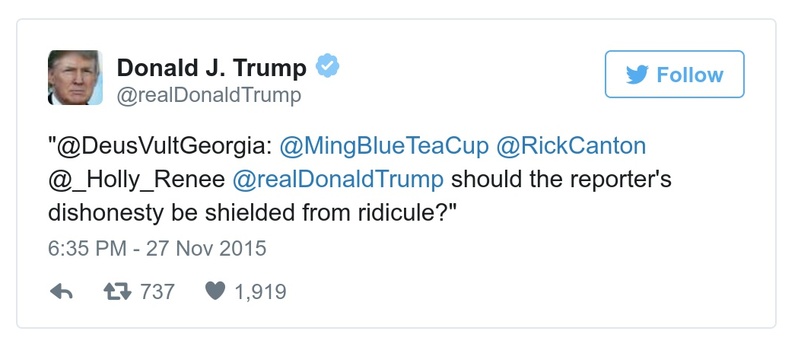 Donald J. Trump
@realDonaldTrump
Follow
"@DeusVultGeorgia: @MingBlueTeaCup @RickCanton
@_Holly_Renee @realDonaldTrump should the reporter's
dishonesty be shielded from ridicule?"
6:35 PM - 27 Nov 2015
737 1,919